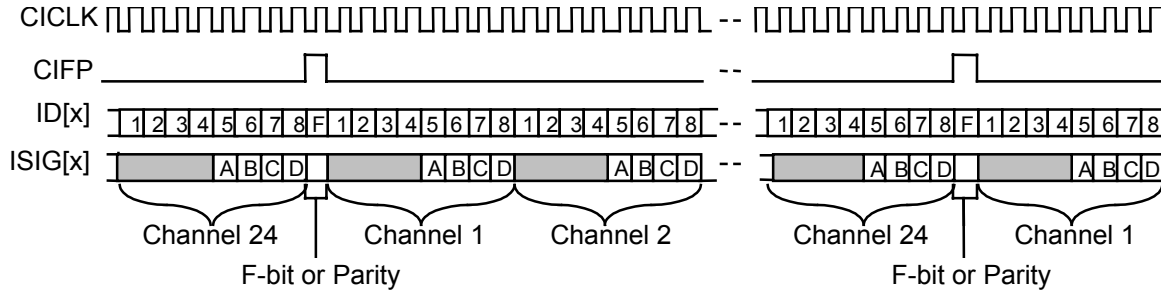 CICLK -- 
CIFP -- 
ID[x] 1 2 3 4 5 6 7 8 F 1 2 3 4 5 6 7 8 1 2 3 4 5 6 7 8 -- 1 2 3 4 5 6 7 8 F 1 2 3 4 5 6 7 8
ISIG[x] A B C D A B C D A B C D -- A B C D A B C D
Channel 24 Channel 1 Channel 2 Channel 24 Channel 1
F-bit or Parity F-bit or Parity